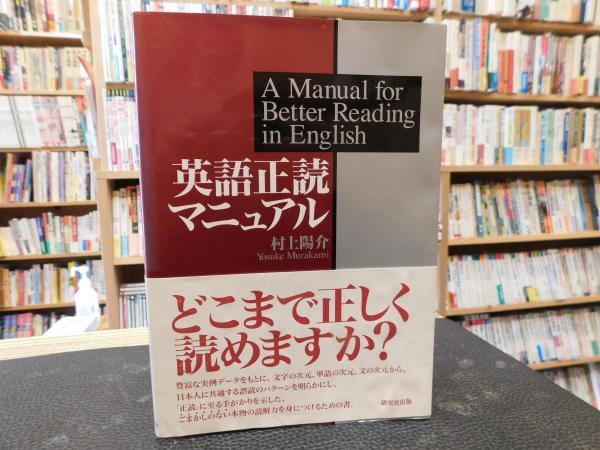 A Manual for
Better Reading
in English
英語正読
マニュアル
村上陽介
Yosuke Murakami
どこまで正しく
読めますか?
豊富な実例データをもとに、文字の次元、単語の次元、文の次元から、
日本人に共通する誤読のパターンを明らかにし、
「正読」に至る手がかりを示した、
ごまかしのない本物の読解力を身につけるための書。
研究社出版